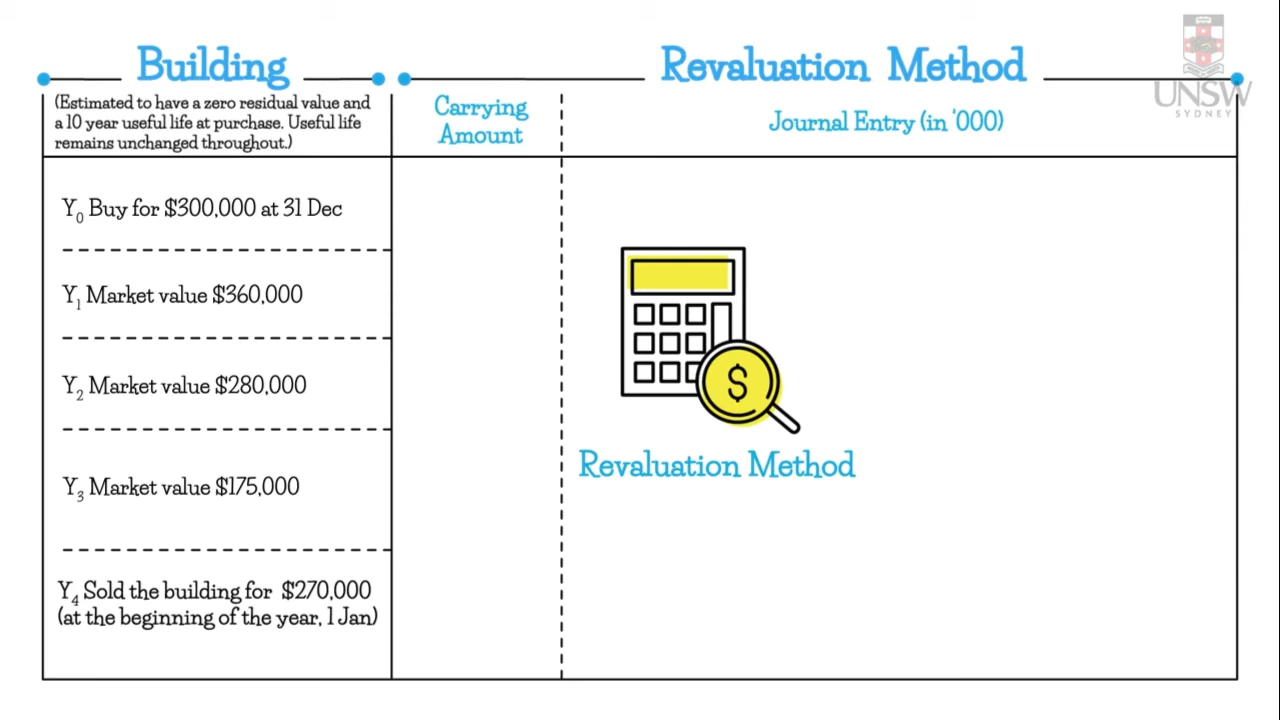 Building
Revaluation Method
UNSW
SYDNEY
(Estimated to have a zero residual value and
a 10 year useful life at purchase. Useful life
remains unchanged throughout.)
Carrying
Amount
Journal Entry (in '000)
Y₀ Buy for $300,000 at 31 Dec
Y₁ Market value $360,000
Y₂ Market value $280,000
Y₃ Market value $175,000
Y₄ Sold the building for $270,000
(at the beginning of the year, 1 Jan)
$
Revaluation Method